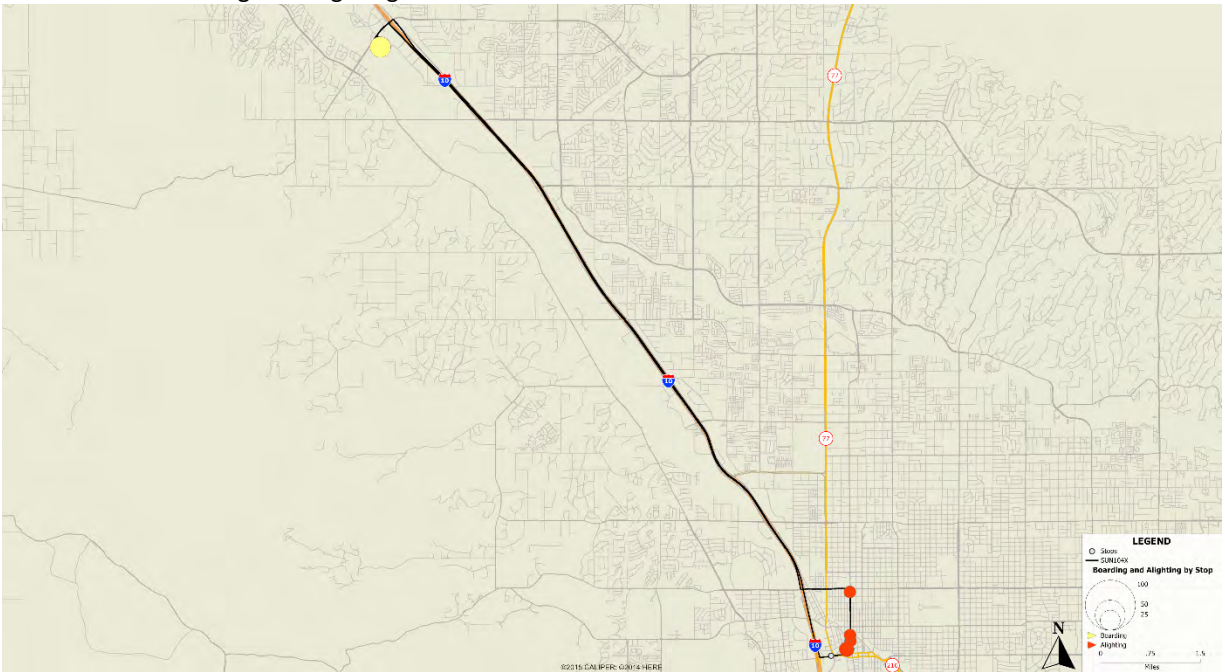 10
77
10
77
10
210
LEGEND
Stops
SUN104X
Boarding and Alighting by Stop
100
50
25
Boarding
Alighting
0 .75 1.5
Miles
N
©2015 CALIPER; ©2014 HERE